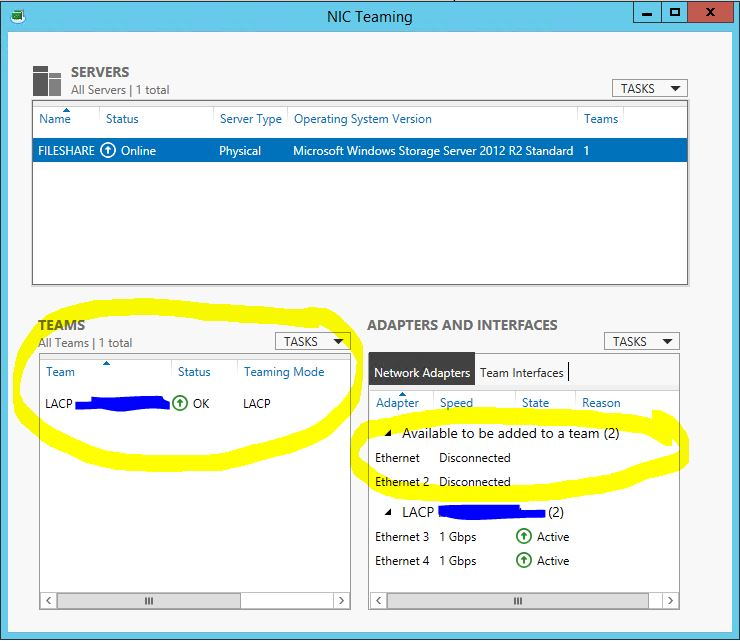 NIC Teaming
SERVERS
All Servers | 1 total
TASKS
Name Status Server Type Operating System Version Teams
FILESHARE Online Physical Microsoft Windows Storage Server 2012 R2 Standard 1
TEAMS
All Teams | 1 total
TASKS
Team Status Teaming Mode
LACP OK LACP
ADAPTERS AND INTERFACES
TASKS
Network Adapters Team Interfaces
Adapter Speed State Reason
Available to be added to a team (2)
Ethernet Disconnected
Ethernet 2 Disconnected
LACP (2)
Ethernet 3 1 Gbps Active
Ethernet 4 1 Gbps Active